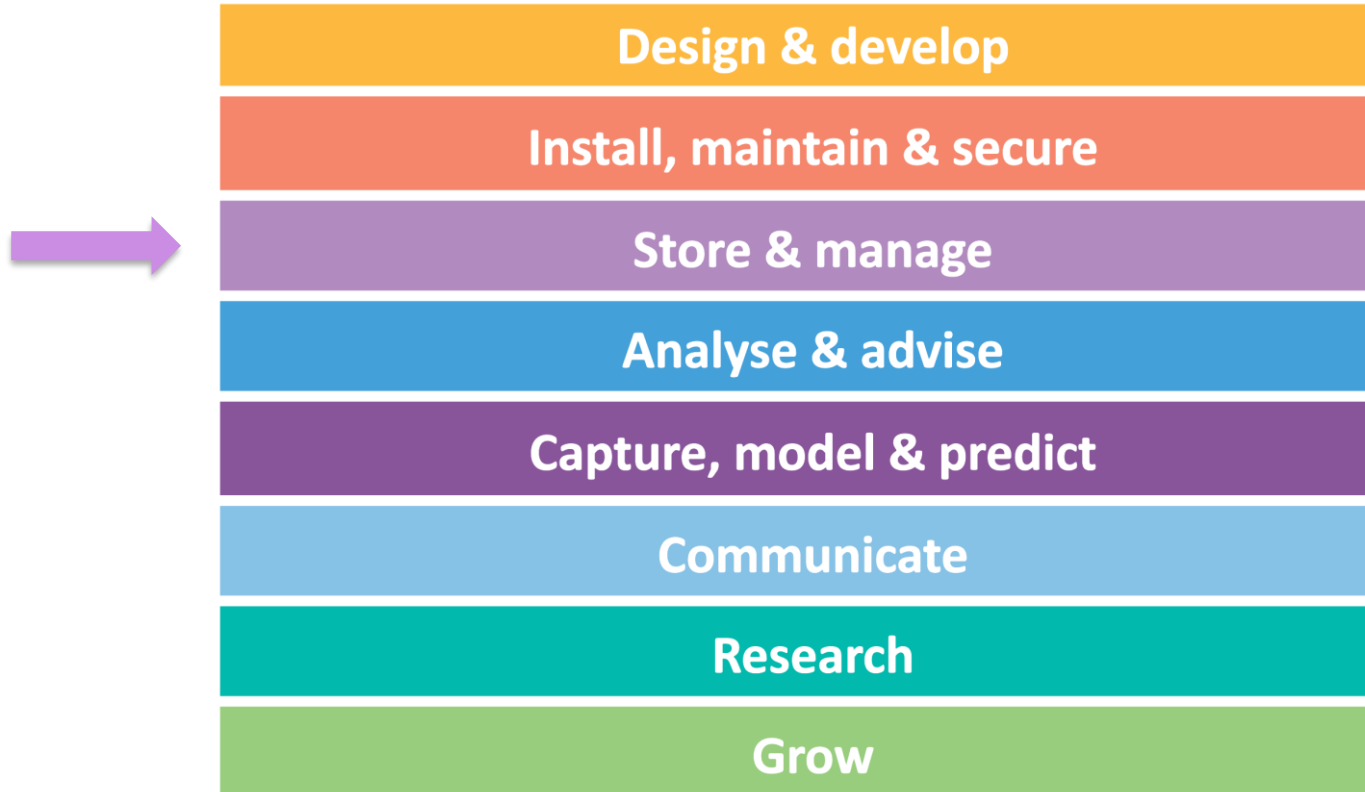 Design & develop
Install, maintain & secure
Store & manage
Analyse & advise
Capture, model & predict
Communicate
Research
Grow